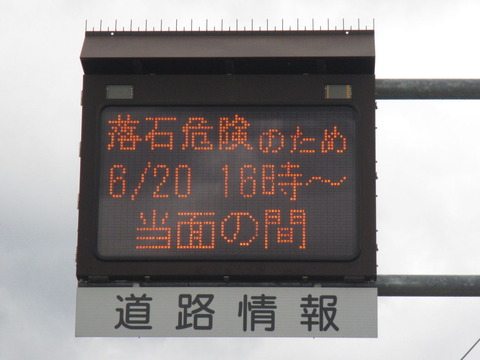 落石危険のため
6/20 16時～
当面の間
道路情報